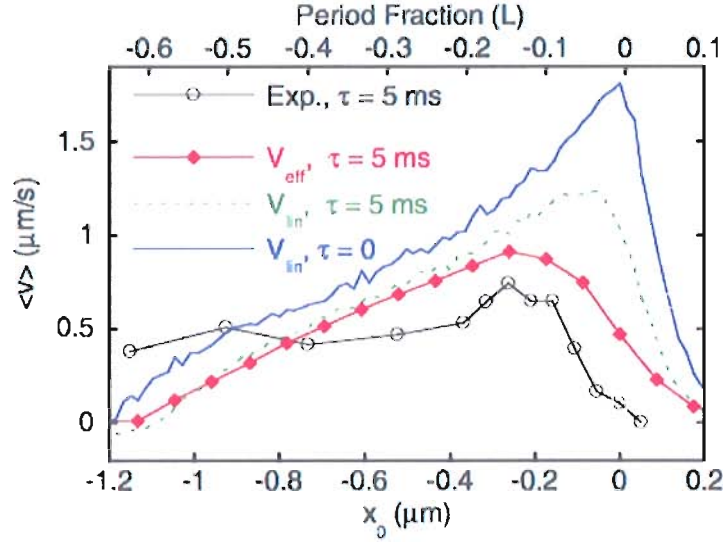 Period Fraction (L)
-0.6 -0.5 -0.4 -0.3 -0.2 -0.1 0 0.1
Exp., τ = 5 ms
V_eff, τ = 5 ms
V_lin, τ = 5 ms
V_lin, τ = 0
<v> (μm/s)
1.5
1
0.5
0
-1.2 -1 -0.8 -0.6 -0.4 -0.2 0 0.2
x_0 (μm)